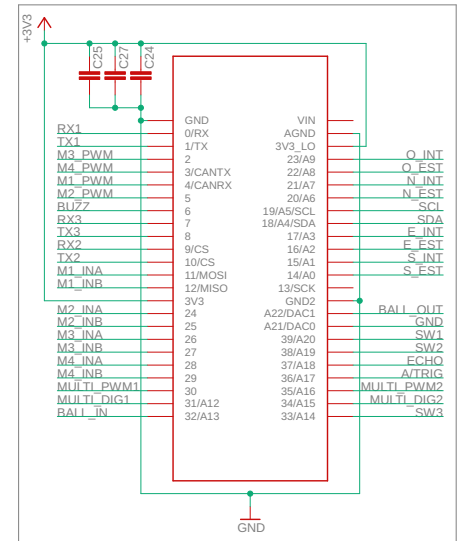 +3V3
C25
C27
C24
GND VIN
RX1 0/RX AGND
TX1 1/TX 3V3_LO
M3_PWM 2 23/A9 O_INT
M4_PWM 3/CANTX 22/A8 O_EST
M1_PWM 4/CANRX 21/A7 N_INT
M2_PWM 5 20/A6 N_EST
BUZZ 6 19/A5/SCL SCL
RX3 7 18/A4/SDA SDA
TX3 8 17/A3 E_INT
RX2 9/CS 16/A2 E_EST
TX2 10/CS 15/A1 S_INT
M1_INA 11/MOSI 14/A0 S_EST
M1_INB 12/MISO 13/SCK
3V3 GND2
M2_INA 24 A22/DAC1 BALL_OUT
M2_INB 25 A21/DAC0 GND
M3_INA 26 39/A20 SW1
M3_INB 27 38/A19 SW2
M4_INA 28 37/A18 ECHO
M4_INB 29 36/A17 A/TRIG
MULTI_PWM1 30 35/A16 MULTI_PWM2
MULTI_DIG1 31/A12 34/A15 MULTI_DIG2
BALL_IN 32/A13 33/A14 SW3
GND